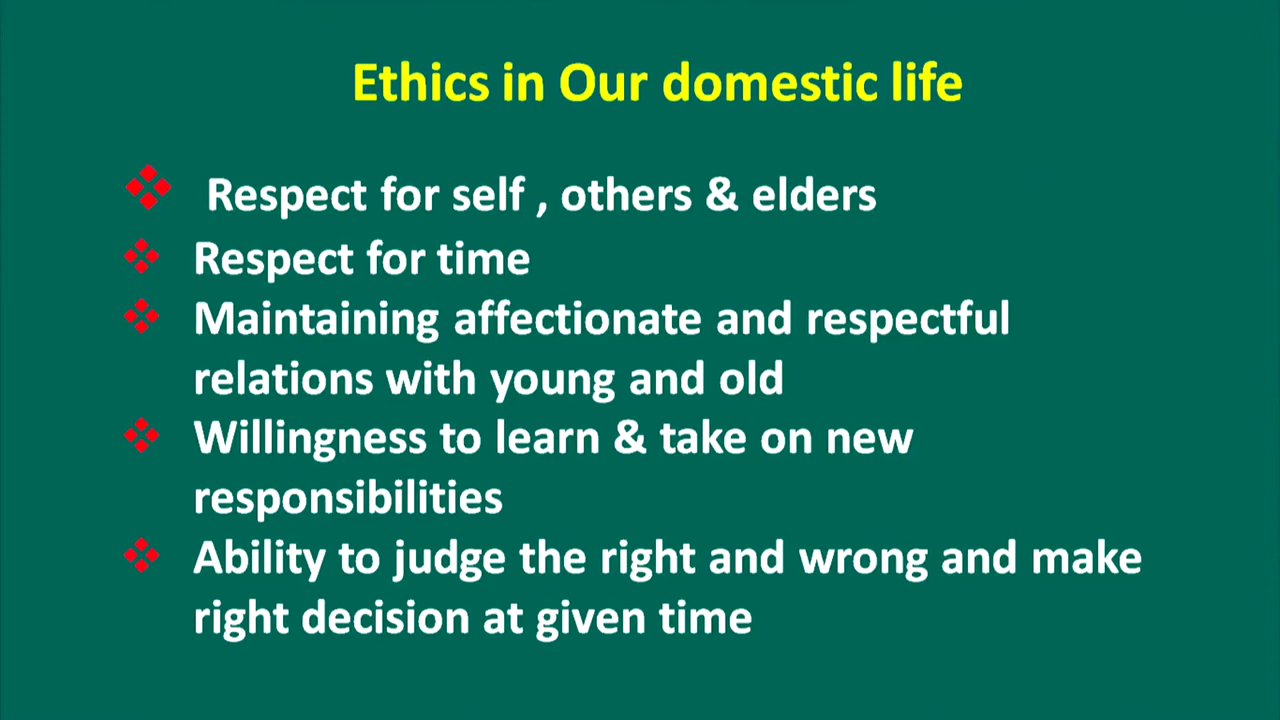 Ethics in Our domestic life
Respect for self , others & elders
Respect for time
Maintaining affectionate and respectful
relations with young and old
Willingness to learn & take on new
responsibilities
Ability to judge the right and wrong and make
right decision at given time